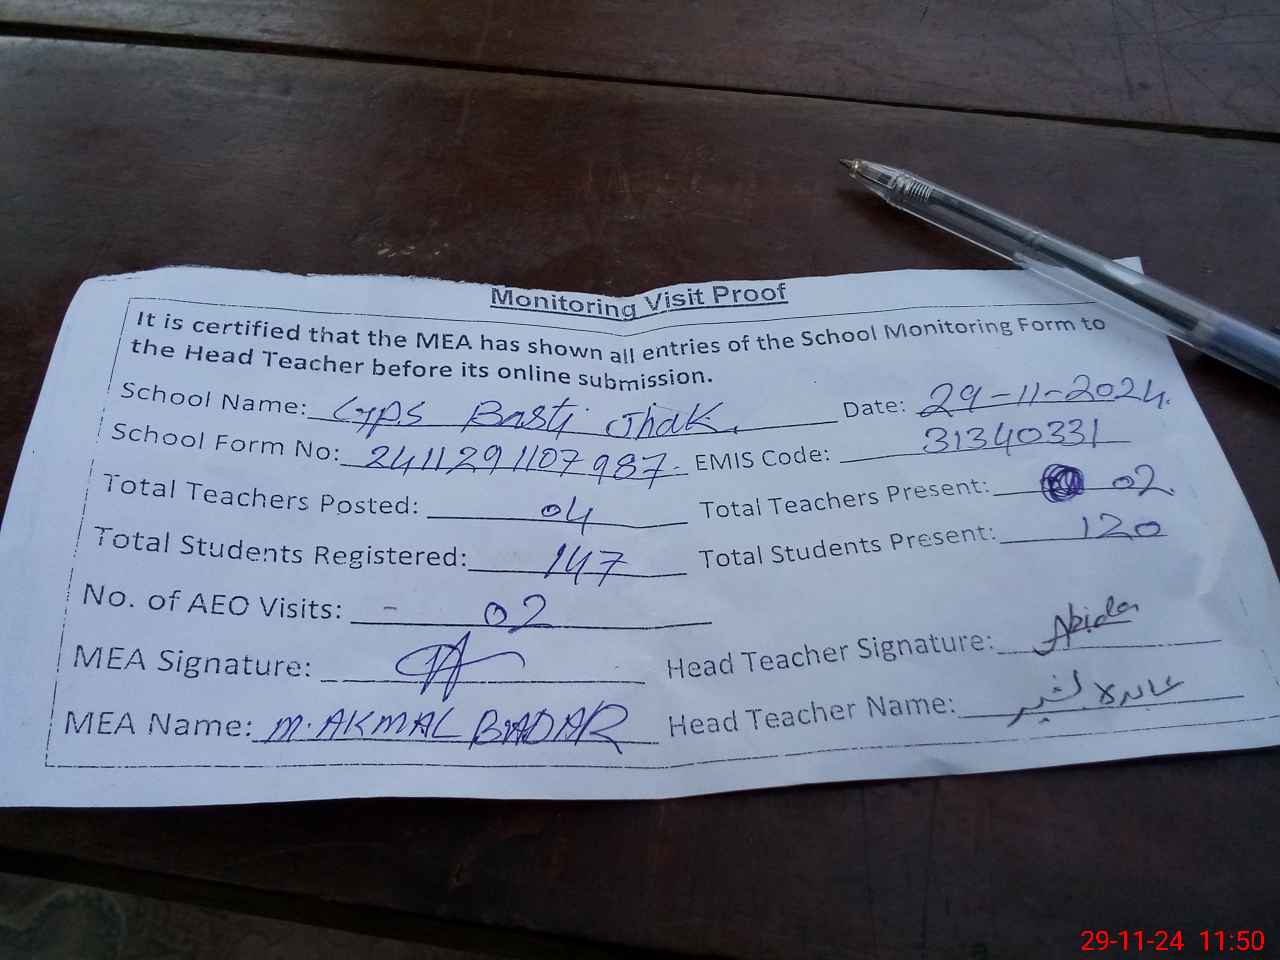 Monitoring Visit Proof
It is certified that the MEA has shown all entries of the School Monitoring Form to
the Head Teacher before its online submission.
School Name: Gps Basti Jhak. Date: 29-11-2024.
School Form No: 2411291107987. EMIS Code: 31340331
Total Teachers Posted: 04 Total Teachers Present: 02
Total Students Registered: 147 Total Students Present: 120
No. of AEO Visits: - 02
MEA Signature: Head Teacher Signature: Abida
MEA Name: M. AKMAL BADAR Head Teacher Name: عابدہ بشیر
29-11-24 11:50